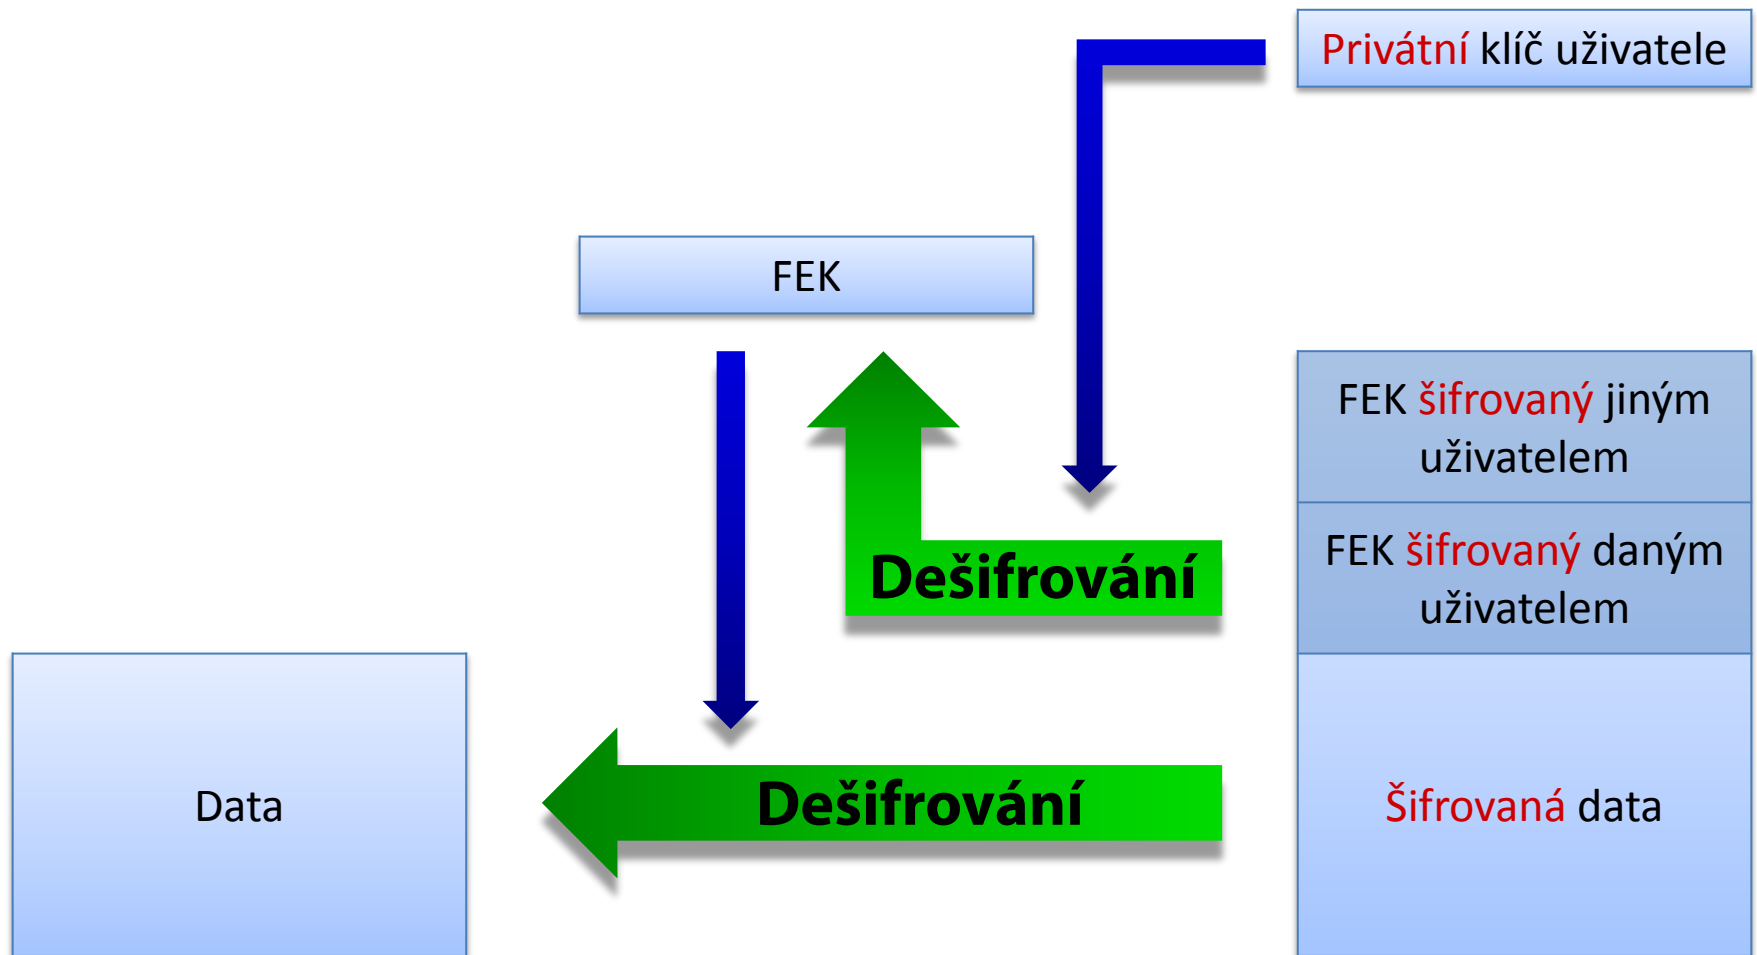 Privátní klíč uživatele
FEK
FEK šifrovaný jiným
uživatelem
FEK šifrovaný daným
uživatelem
Dešifrování
Data
Dešifrování
Šifrovaná data